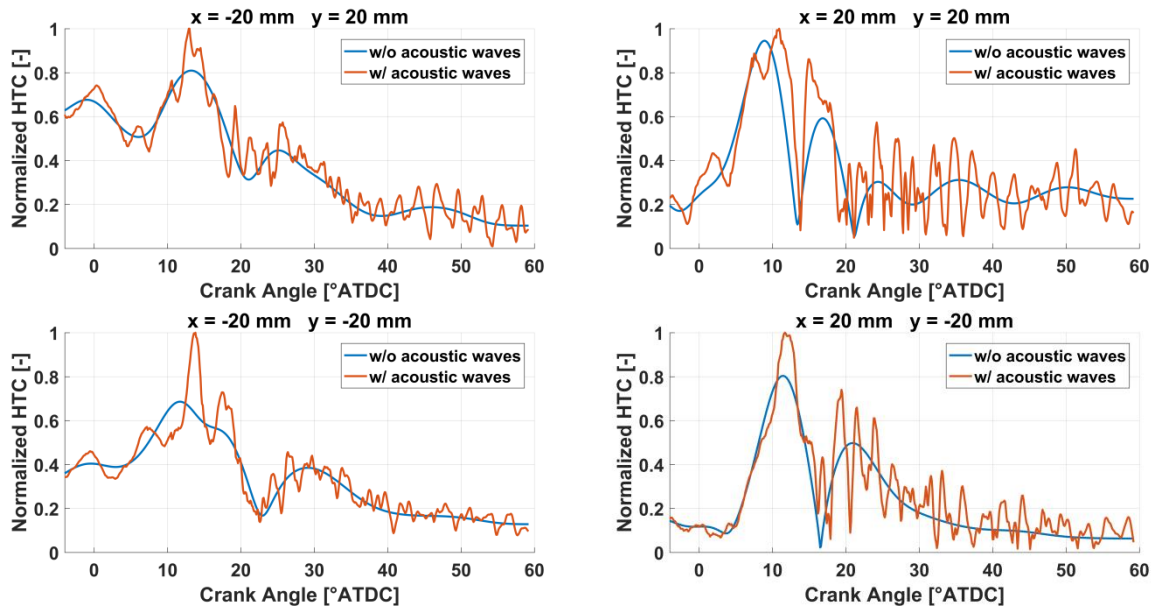 x = -20 mm   y = 20 mm
1
0.8
0.6
0.4
0.2
0
Normalized HTC [-]
w/o acoustic waves
w/ acoustic waves
0 10 20 30 40 50 60
Crank Angle [°ATDC]
x = 20 mm   y = 20 mm
1
0.8
0.6
0.4
0.2
0
Normalized HTC [-]
w/o acoustic waves
w/ acoustic waves
0 10 20 30 40 50 60
Crank Angle [°ATDC]
x = -20 mm   y = -20 mm
1
0.8
0.6
0.4
0.2
0
Normalized HTC [-]
w/o acoustic waves
w/ acoustic waves
0 10 20 30 40 50 60
Crank Angle [°ATDC]
x = 20 mm   y = -20 mm
1
0.8
0.6
0.4
0.2
0
Normalized HTC [-]
w/o acoustic waves
w/ acoustic waves
0 10 20 30 40 50 60
Crank Angle [°ATDC]